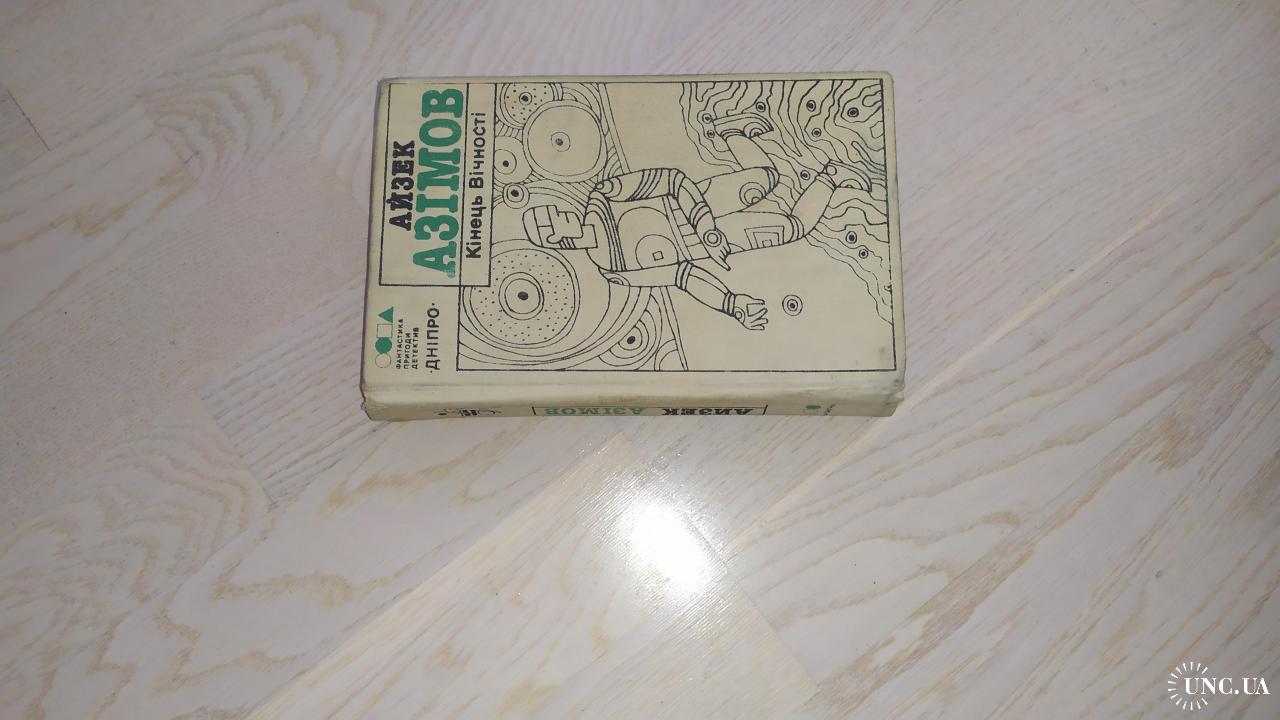 АЙЗЕК
АЗІМОВ
Кінець Вічності
ФАНТАСТИКА
ПРИГОДИ
ДЕТЕКТИВ
·ДНІПРО·
АЙЗЕК АЗІМОВ
UNC.UA